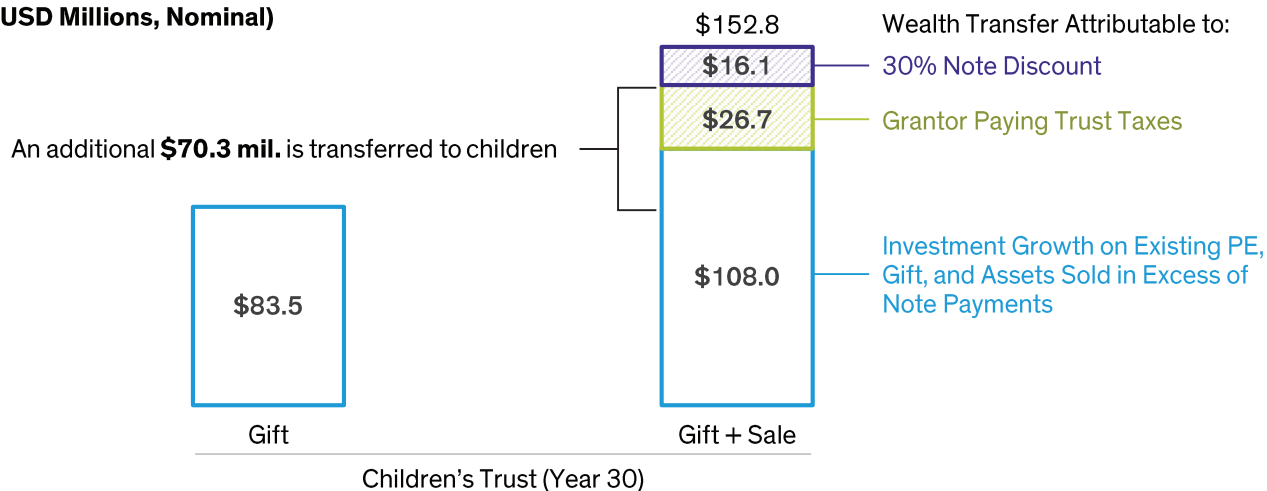 USD Millions, Nominal)
$152.8
Wealth Transfer Attributable to:
$16.1
30% Note Discount
$26.7
Grantor Paying Trust Taxes
An additional $70.3 mil. is transferred to children
$83.5
$108.0
Investment Growth on Existing PE,
Gift, and Assets Sold in Excess of
Note Payments
Gift
Gift + Sale
Children’s Trust (Year 30)